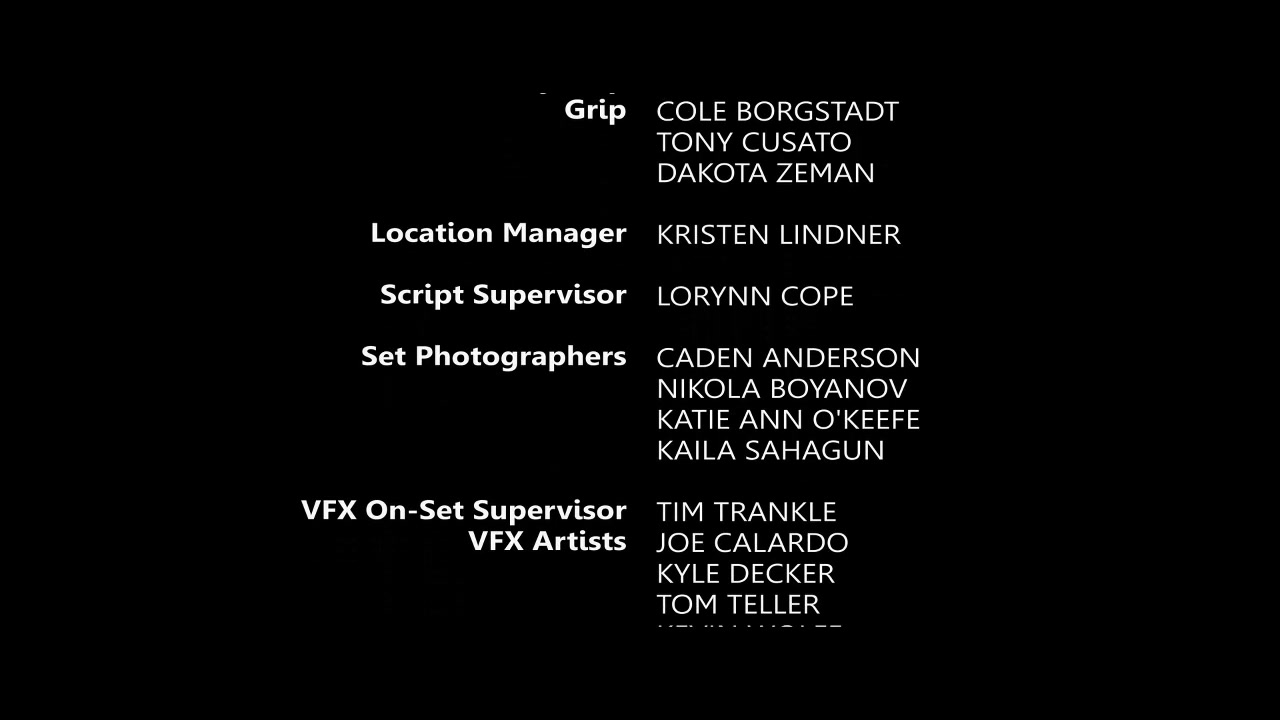 Grip COLE BORGSTADT
TONY CUSATO
DAKOTA ZEMAN
Location Manager KRISTEN LINDNER
Script Supervisor LORYNN COPE
Set Photographers CADEN ANDERSON
NIKOLA BOYANOV
KATIE ANN O'KEEFE
KAILA SAHAGUN
VFX On-Set Supervisor TIM TRANKLE
VFX Artists JOE CALARDO
KYLE DECKER
TOM TELLER